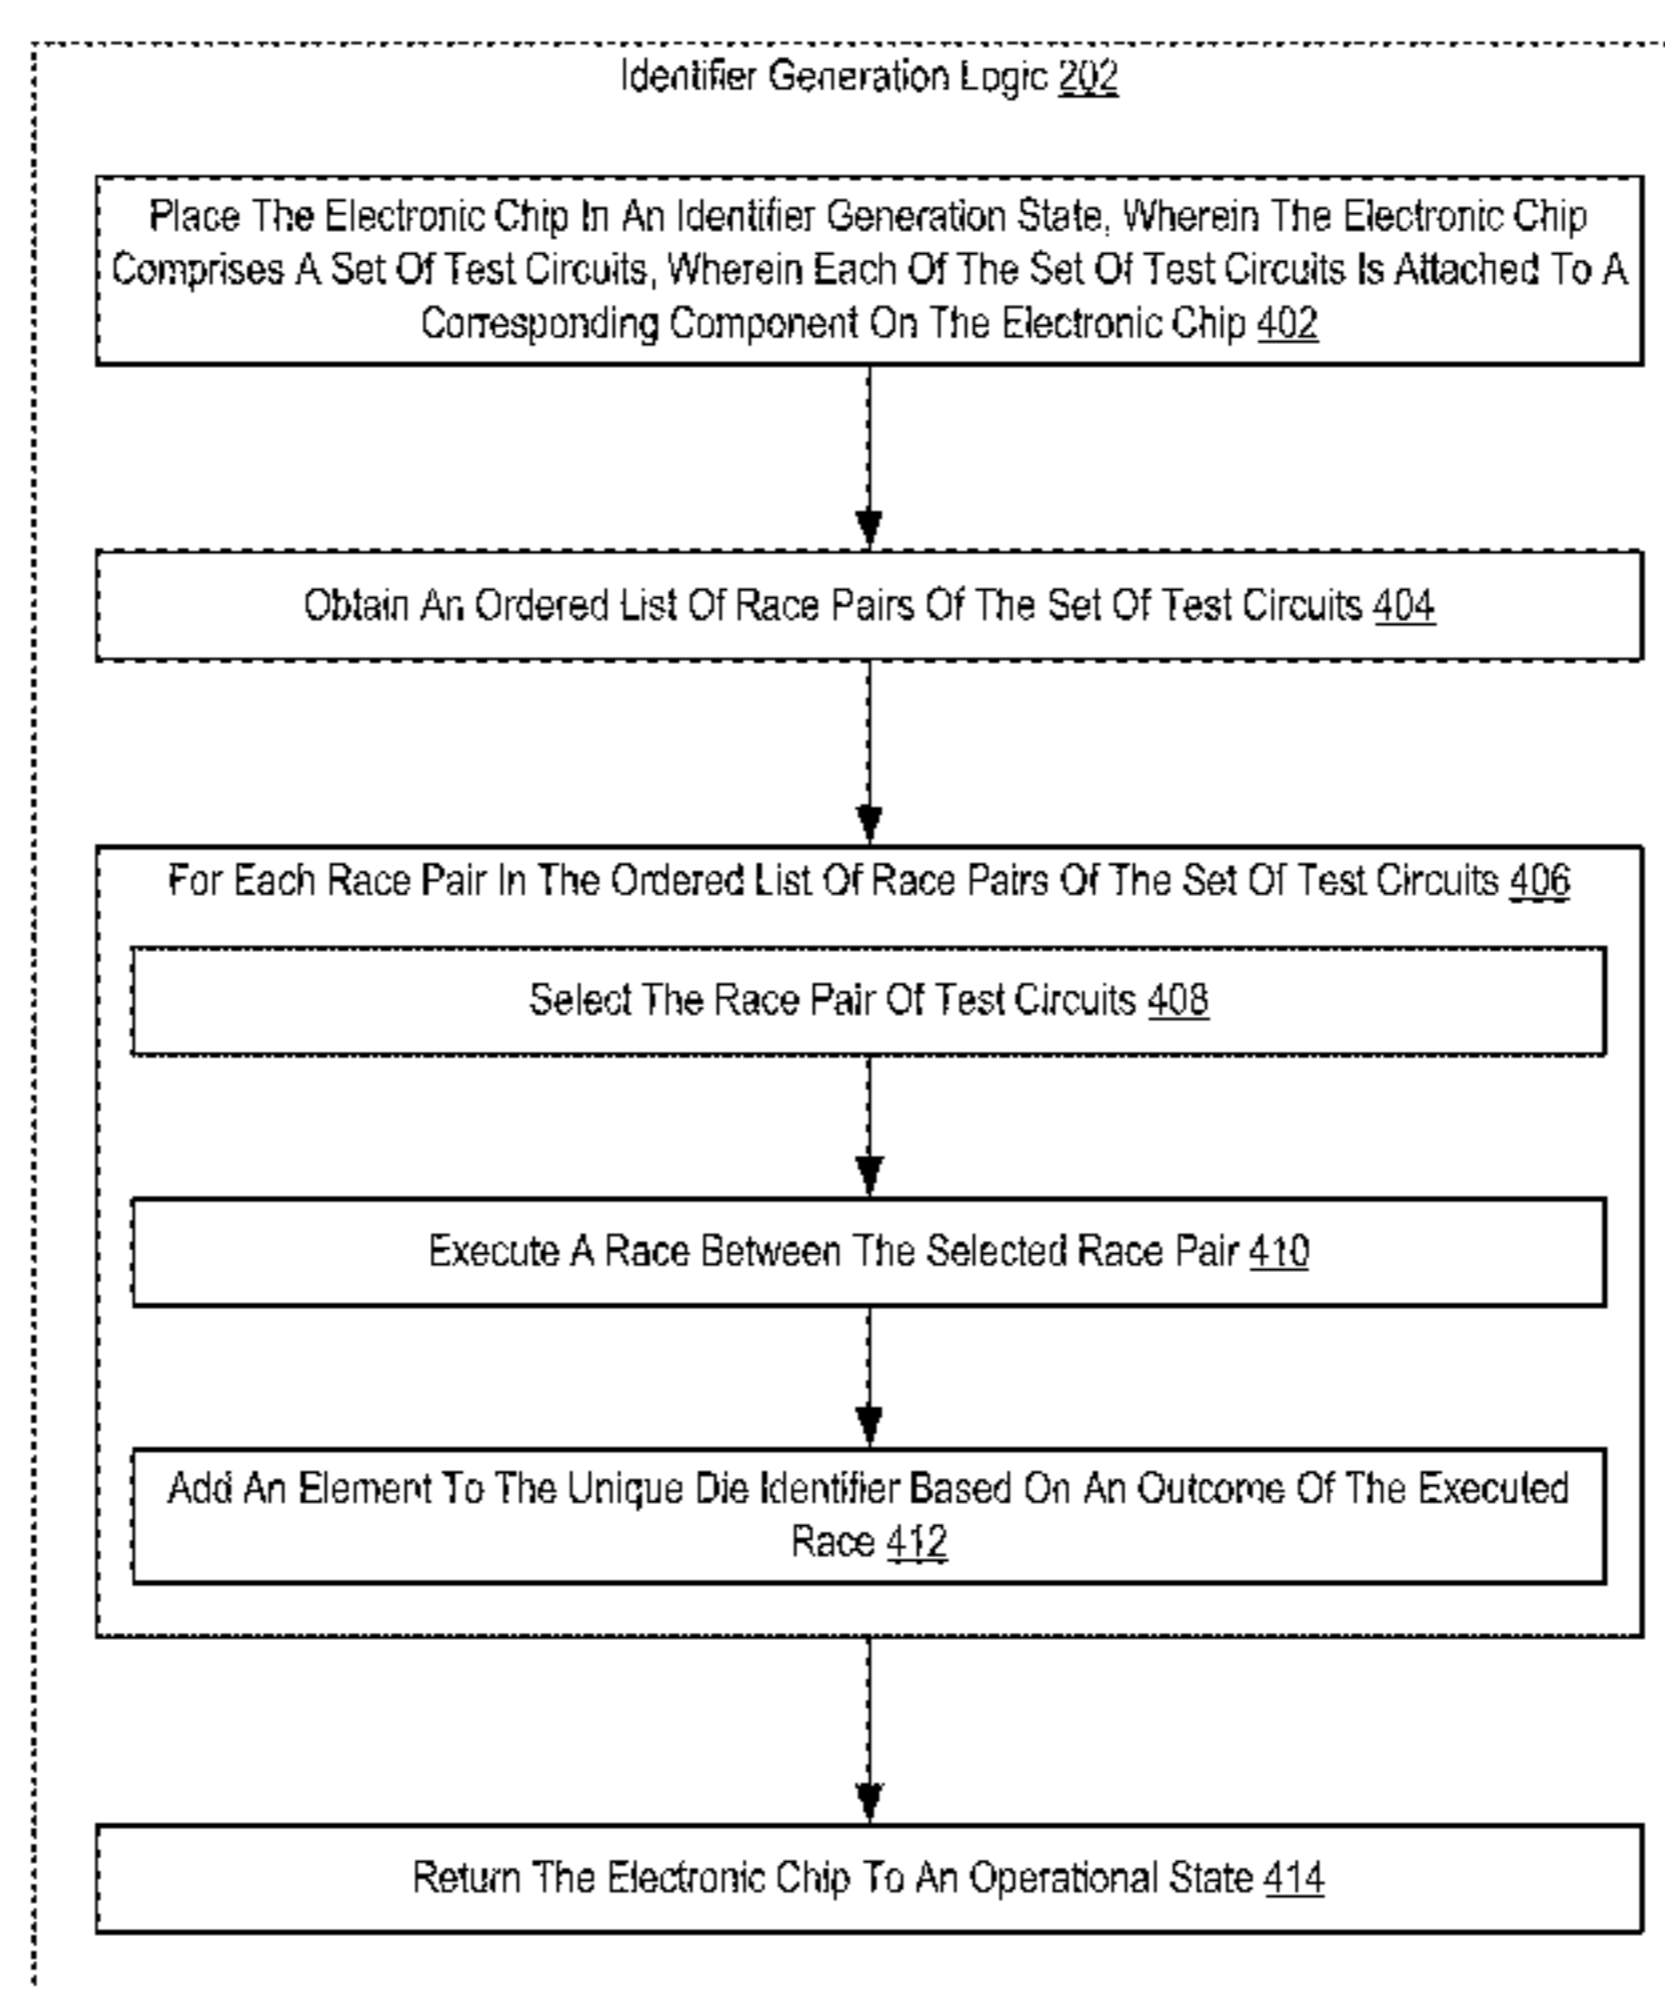 Identifier Generation Logic 202
Place The Electronic Chip In An Identifier Generation State, Wherein The Electronic Chip
Comprises A Set Of Test Circuits, Wherein Each Of The Set Of Test Circuits Is Attached To A
Corresponding Component On The Electronic Chip 402
Obtain An Ordered List Of Race Pairs Of The Set Of Test Circuits 404
For Each Race Pair In The Ordered List Of Race Pairs Of The Set Of Test Circuits 406
Select The Race Pair Of Test Circuits 408
Execute A Race Between The Selected Race Pair 410
Add An Element To The Unique Die Identifier Based On An Outcome Of The Executed
Race 412
Return The Electronic Chip To An Operational State 414